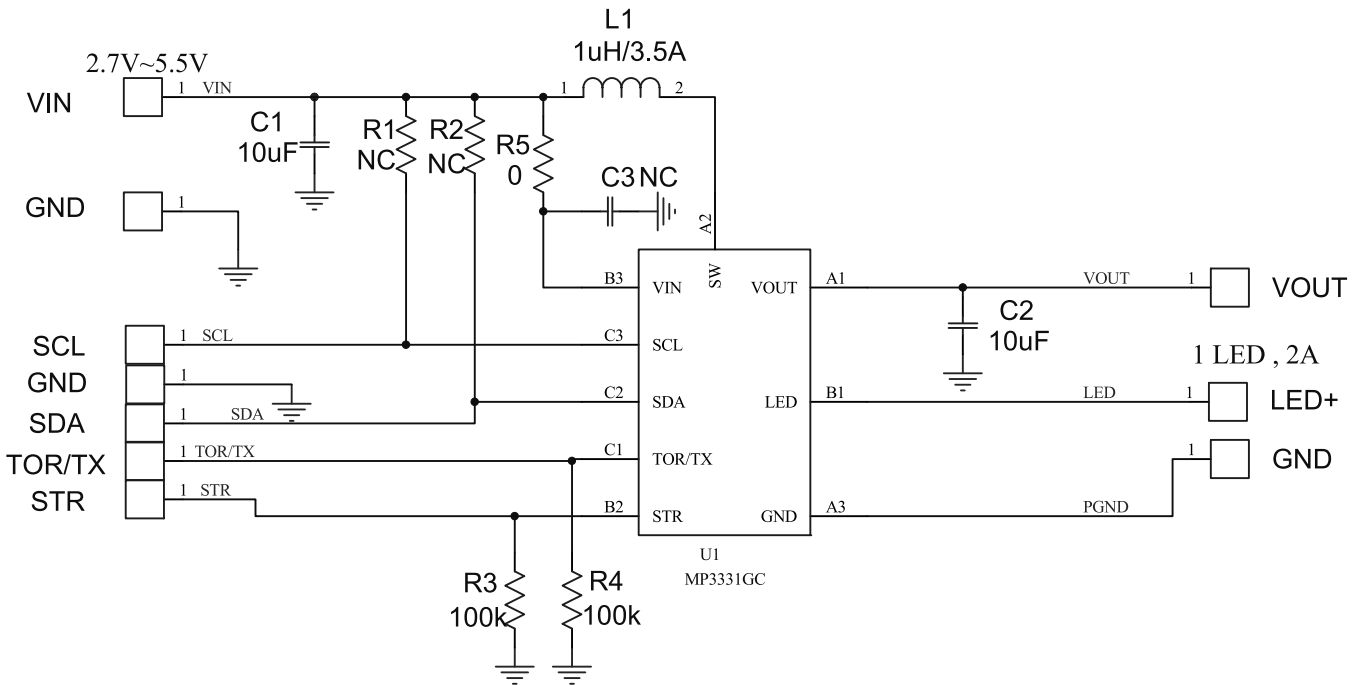 L1
1uH/3.5A
2.7V~5.5V
VIN
1 VIN
1
2
C1
10uF
R1
NC
R2
NC
R5
0
C3 NC
GND
1
A2
SW
B3
VIN
VOUT
A1
VOUT
1
VOUT
C2
10uF
SCL
1 SCL
C3
SCL
1 LED , 2A
GND
1
C2
SDA
LED
B1
LED
1
LED+
SDA
1
SDA
TOR/TX
1 TOR/TX
C1
TOR/TX
1
GND
STR
1 STR
B2
STR
GND
A3
PGND
U1
MP3331GC
R3
100k
R4
100k